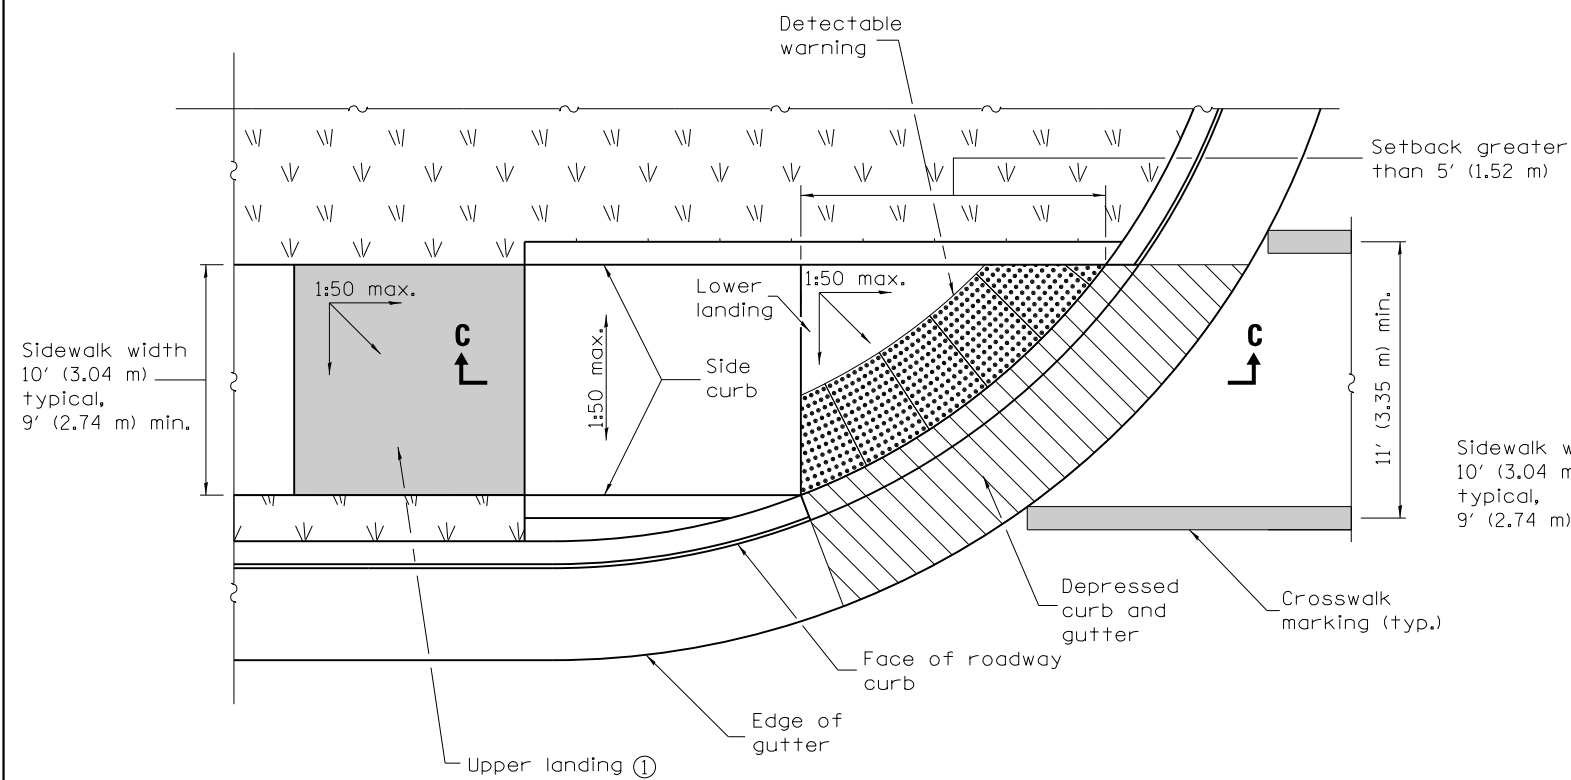 Detectable
warning
Setback greater
than 5' (1.52 m)
1:50 max.
Lower
landing
1:50 max.
C
C
Sidewalk width
10' (3.04 m)
typical,
9' (2.74 m) min.
1:50 max.
Side
curb
11' (3.35 m) min.
Sidewalk w
10' (3.04 m
typical,
9' (2.74 m)
Depressed
curb and
gutter
Crosswalk
marking (typ.)
Face of roadway
curb
Edge of
gutter
Upper landing ①